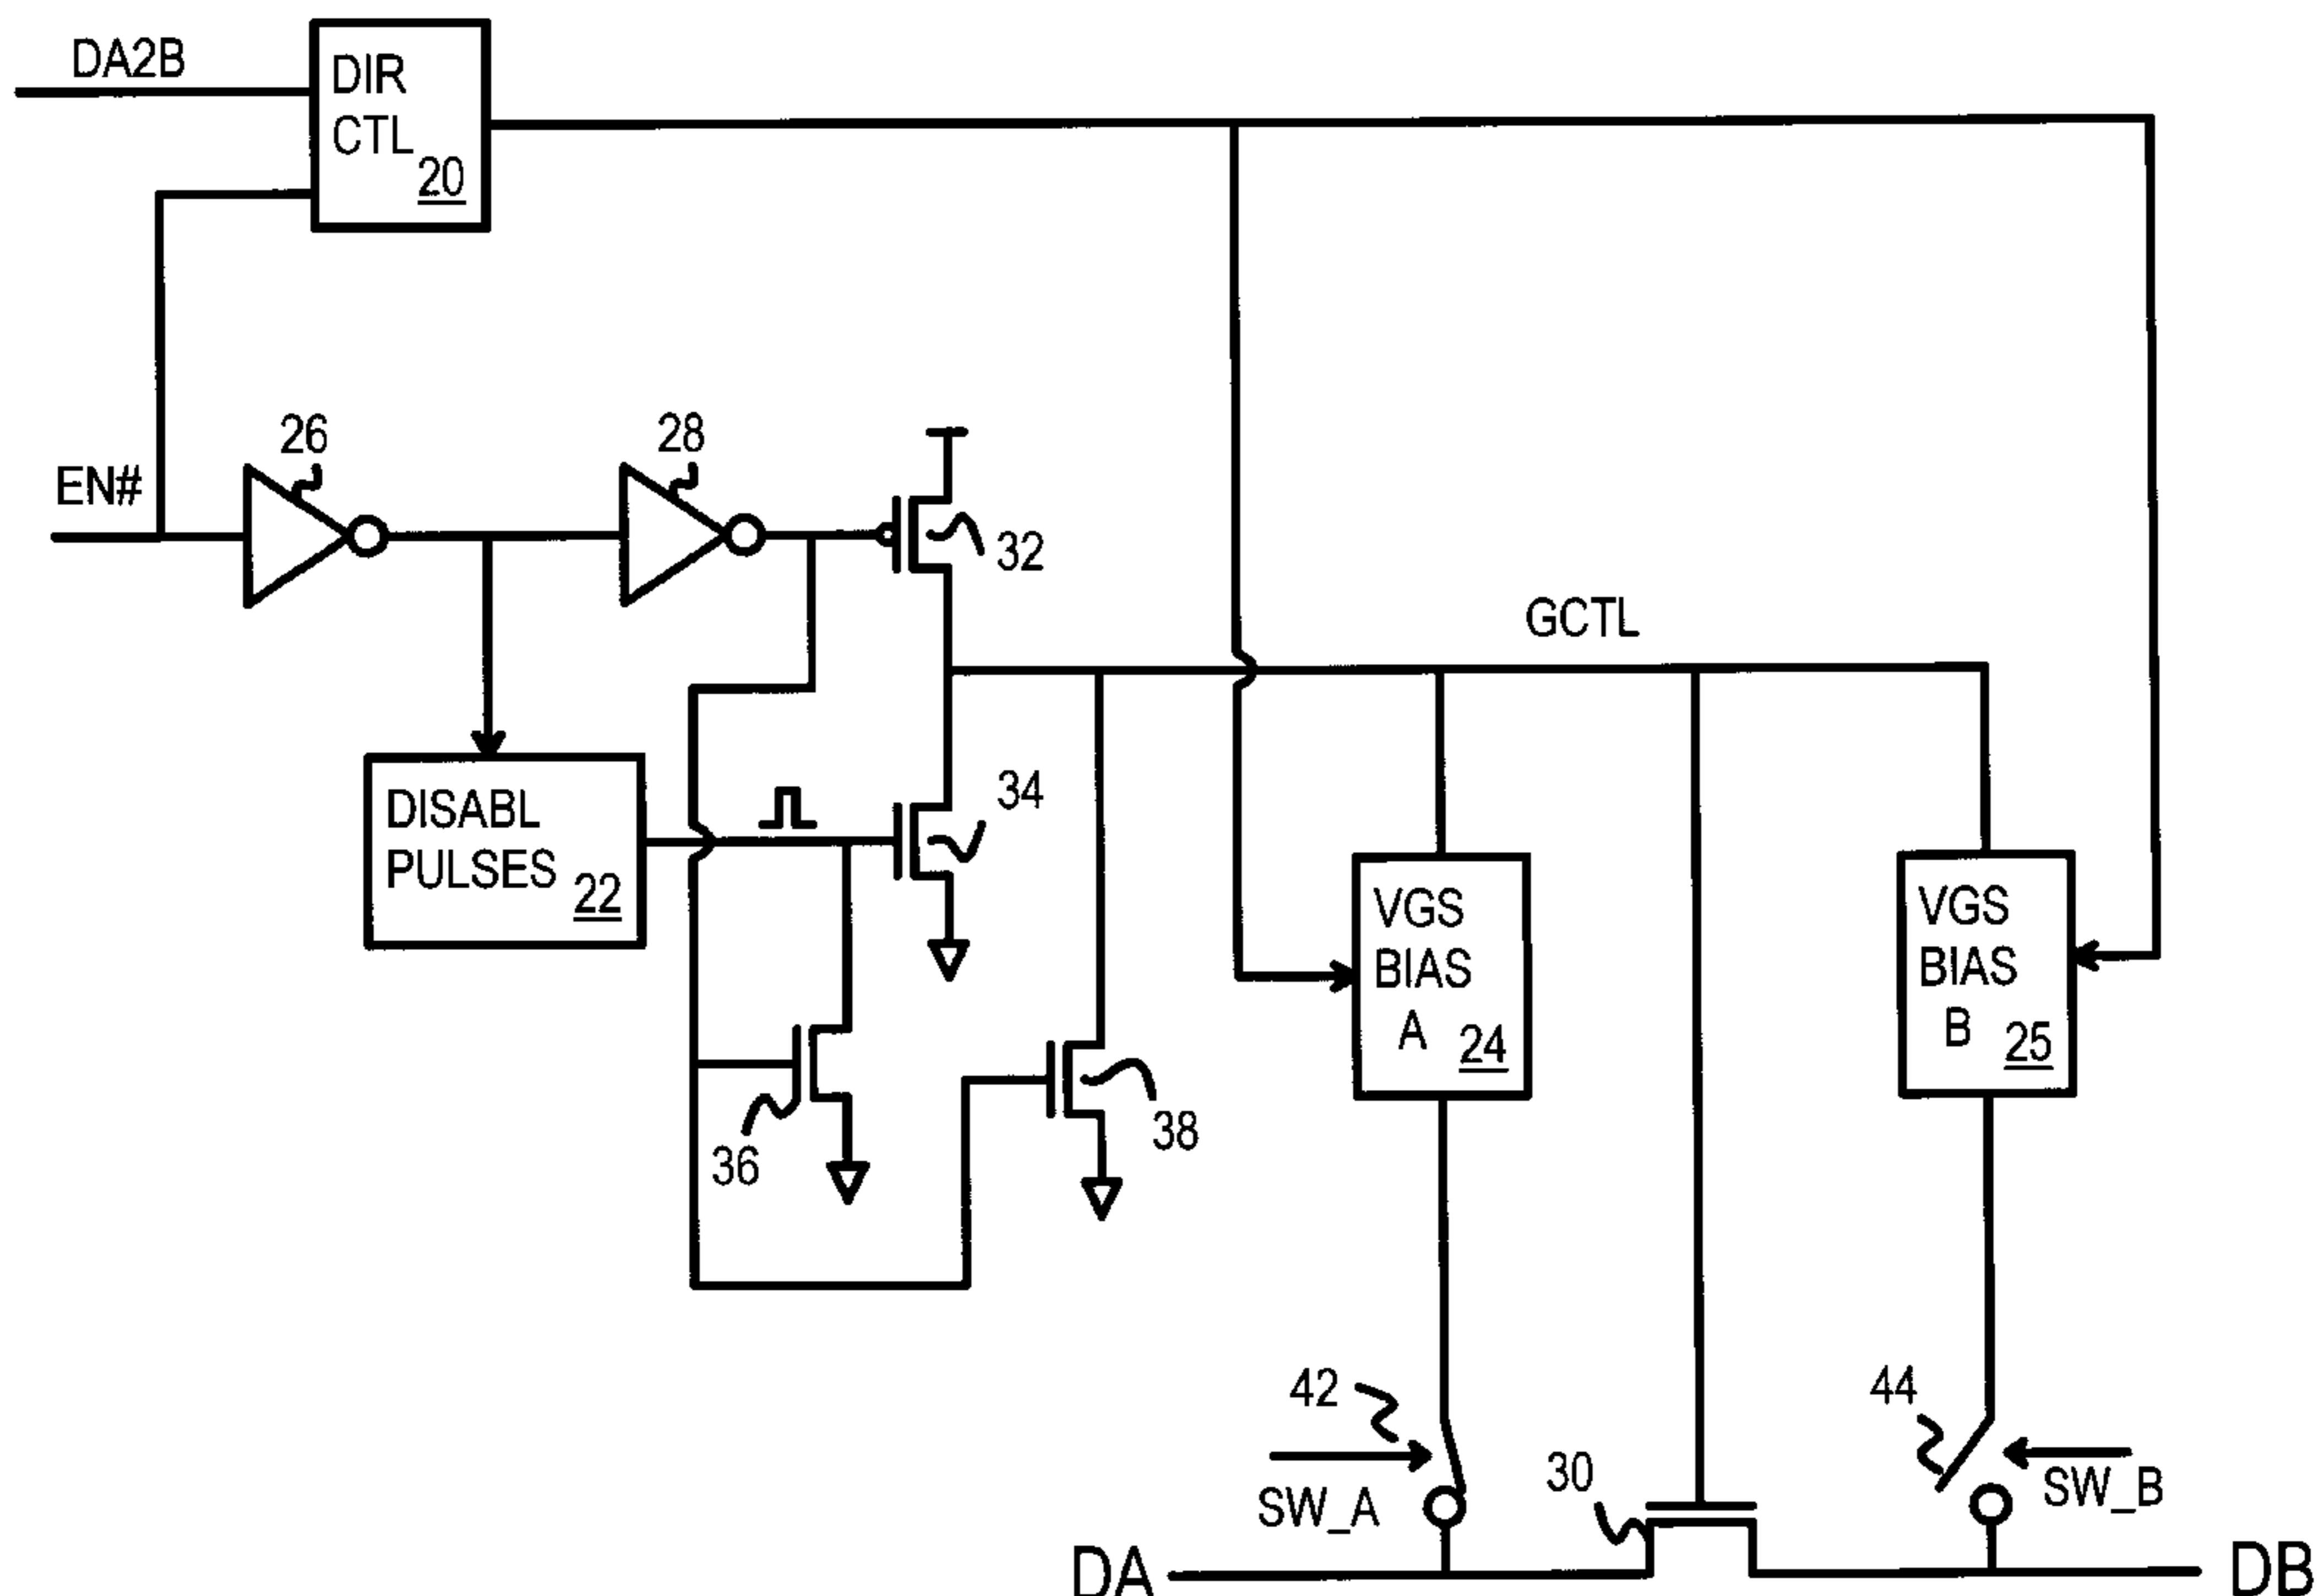 DA2B
DIR
CTL
20
26
28
EN#
32
GCTL
DISABL
PULSES
22
34
VGS
BIAS
A
24
VGS
BIAS
B
25
36
38
42
44
SW_A
30
SW_B
DA
DB